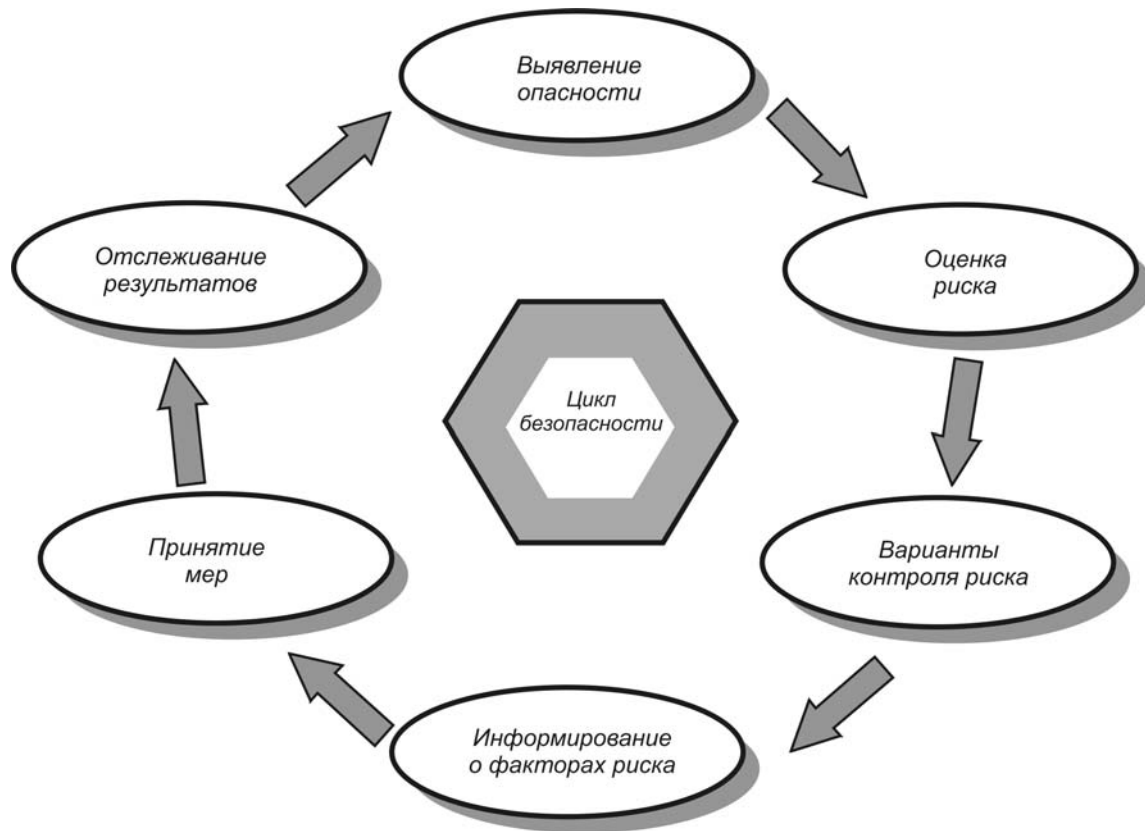 Выявление
опасности
Оценка
риска
Варианты
контроля риска
Информирование
о факторах риска
Принятие
мер
Отслеживание
результатов
Цикл
безопасности